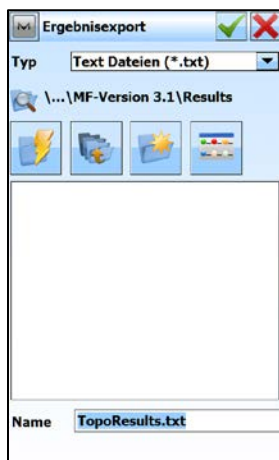 Ergebnisexport
Typ Text Dateien (*.txt)
\...\MF-Version 3.1\Results
Name TopoResults.txt